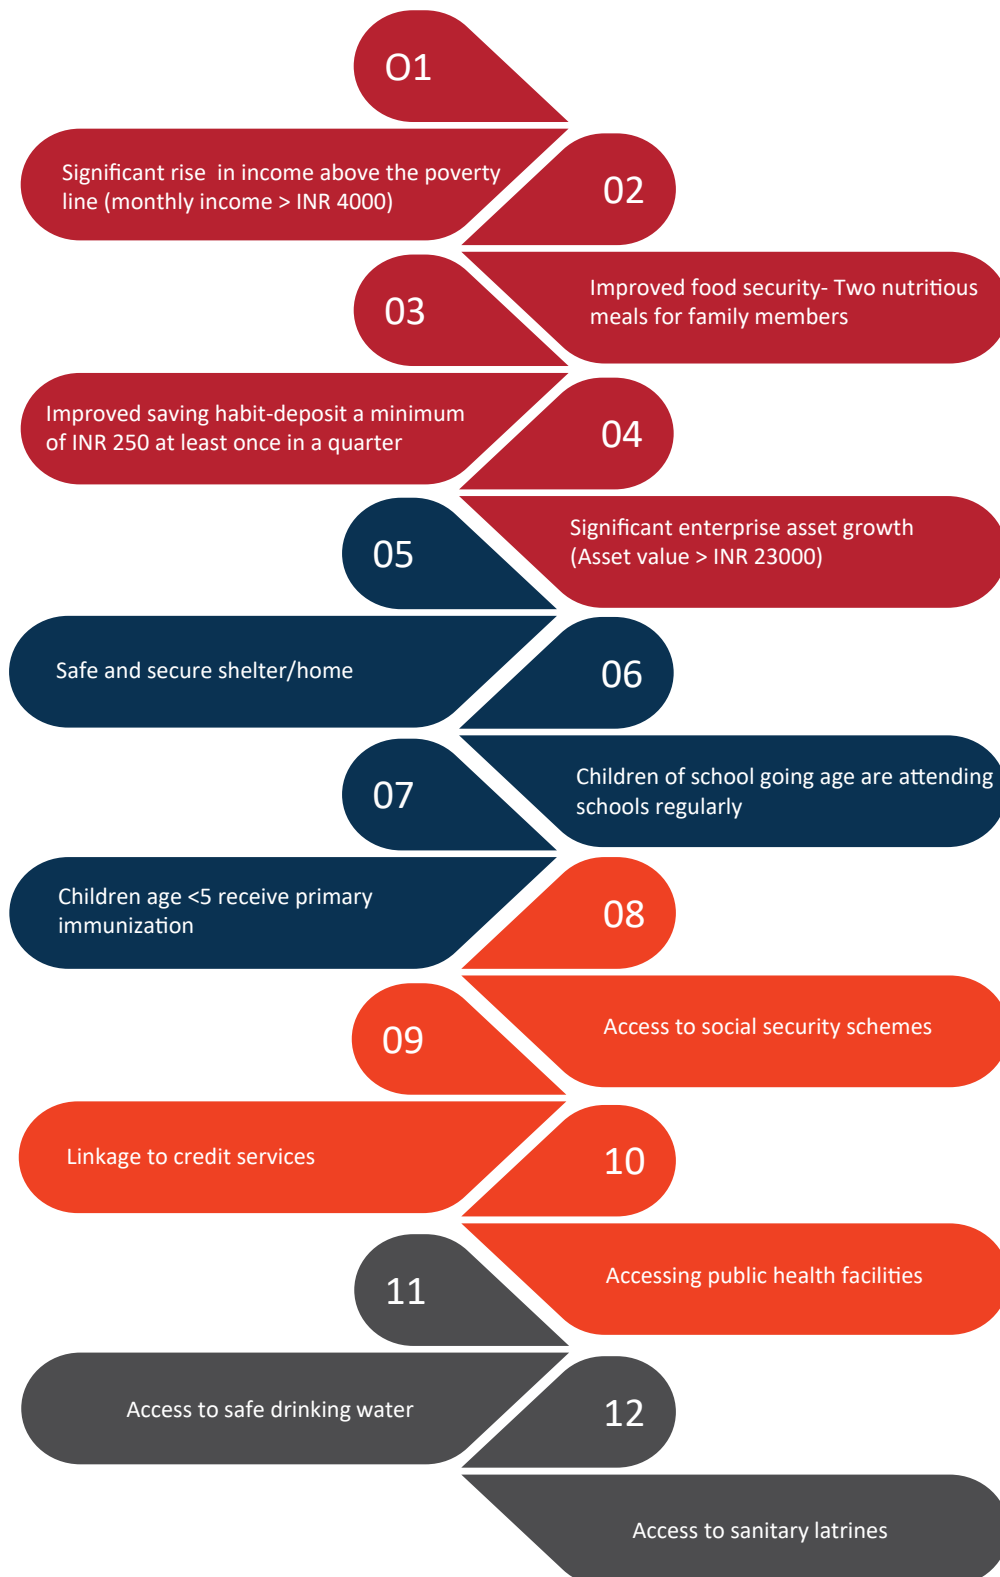 O1
Significant rise  in income above the poverty
line (monthly income > INR 4000)
02
Improved food security- Two nutritious
meals for family members
03
Improved saving habit-deposit a minimum
of INR 250 at least once in a quarter
04
Significant enterprise asset growth
(Asset value > INR 23000)
05
Safe and secure shelter/home
06
Children of school going age are attending
schools regularly
07
Children age <5 receive primary
immunization
08
Access to social security schemes
09
Linkage to credit services
10
Accessing public health facilities
11
Access to safe drinking water
12
Access to sanitary latrines